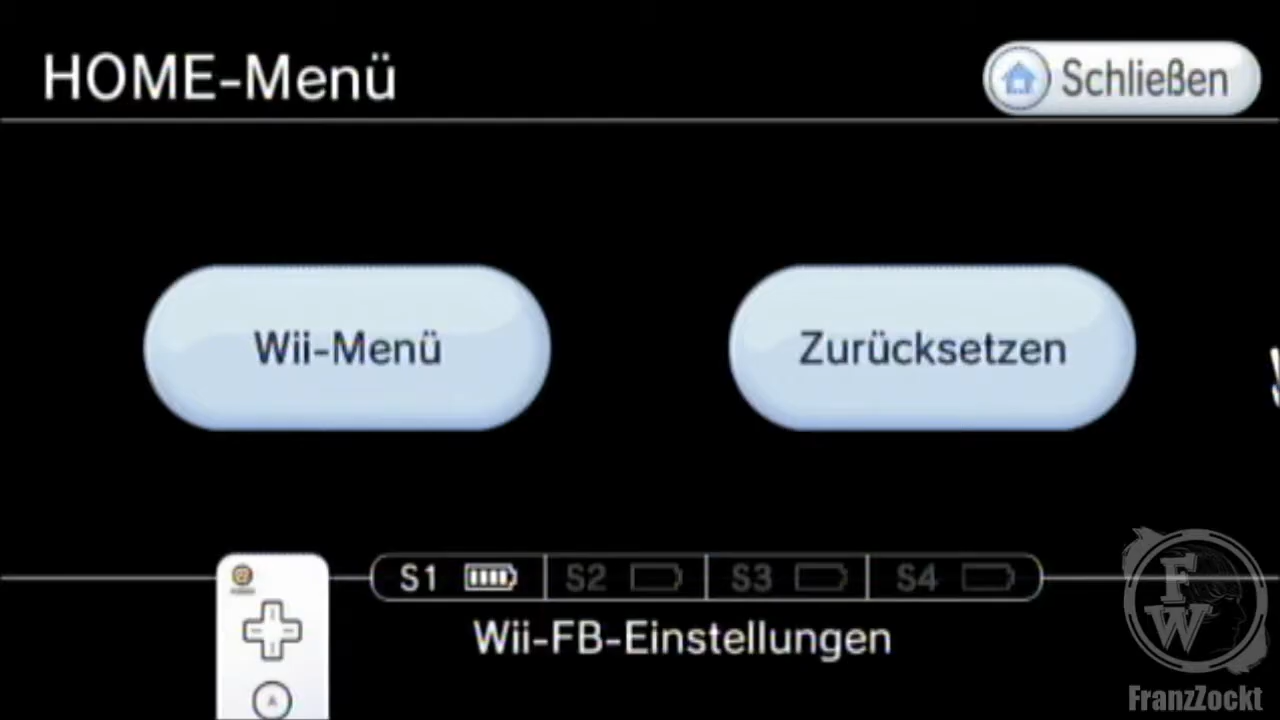 HOME-Menü
Schließen
Wii-Menü
Zurücksetzen
S1 S2 S3 S4
Wii-FB-Einstellungen
A
FW
FranzZockt